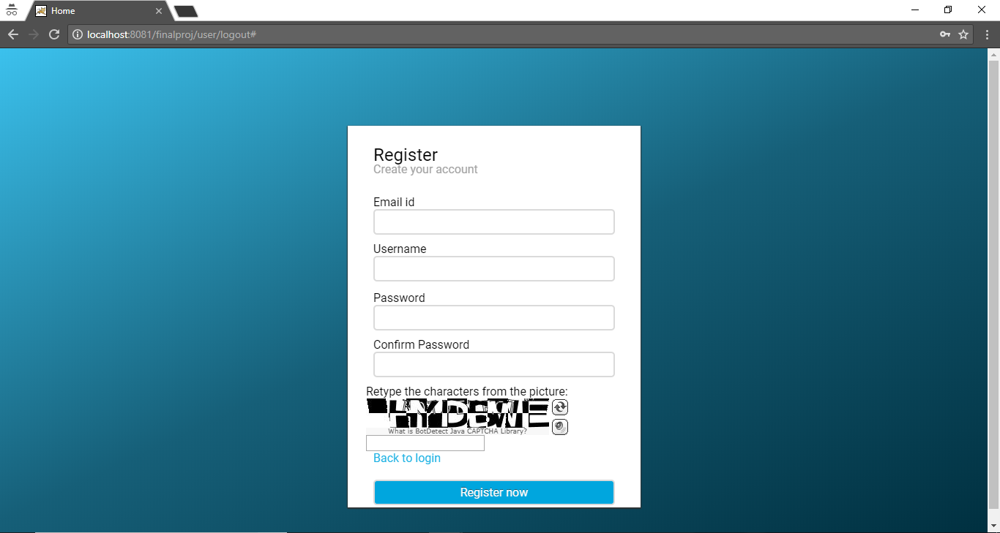 Home
localhost:8081/finalproj/user/logout#
Register
Create your account
Email id
Username
Password
Confirm Password
Retype the characters from the picture:
What is BotDetect Java CAPTCHA Library?
Back to login
Register now